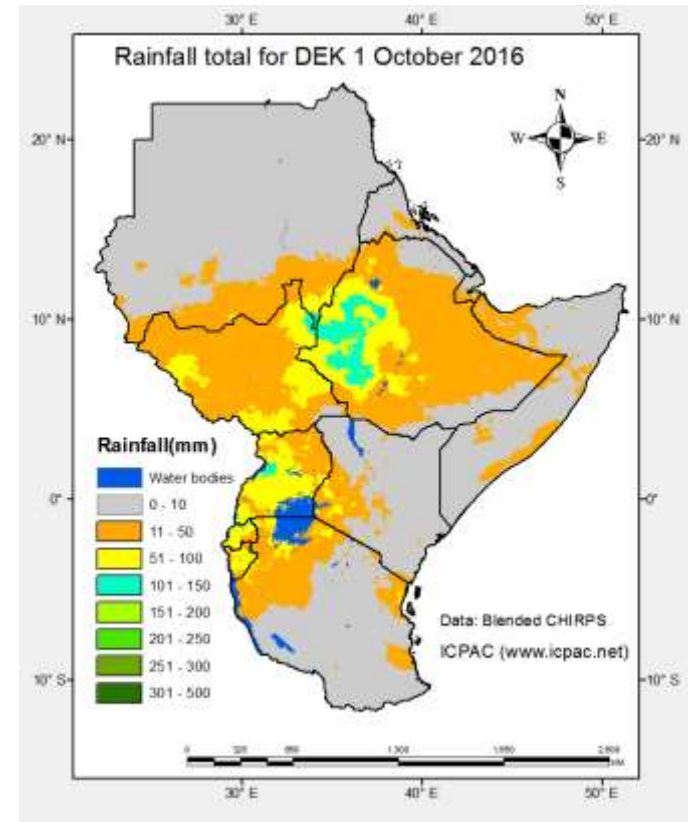 30° E 40° E 50° E
Rainfall total for DEK 1 October 2016
N
W E
S
20° N 20° N
10° N 10° N
Rainfall(mm)
Water bodies
0 - 10
0° 0°
11 - 50
51 - 100
101 - 150
151 - 200
201 - 250
251 - 300
301 - 500
Data: Blended CHIRPS
ICPAC (www.icpac.net)
10° S 10° S
0
30° E 40° E 50° E